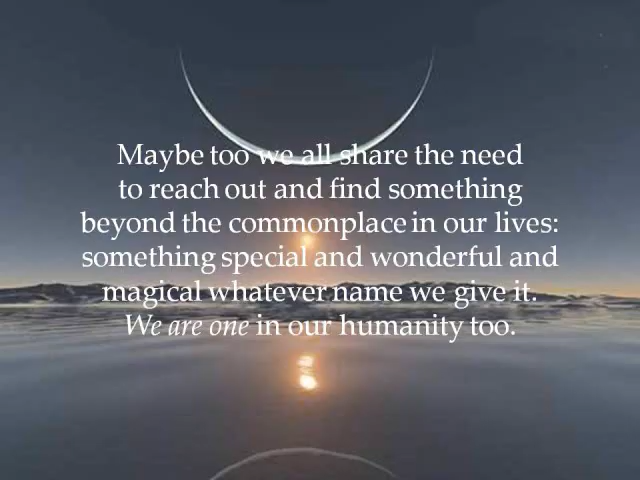 Maybe too we all share the need
to reach out and find something
beyond the commonplace in our lives:
something special and wonderful and
magical whatever name we give it.
We are one in our humanity too.